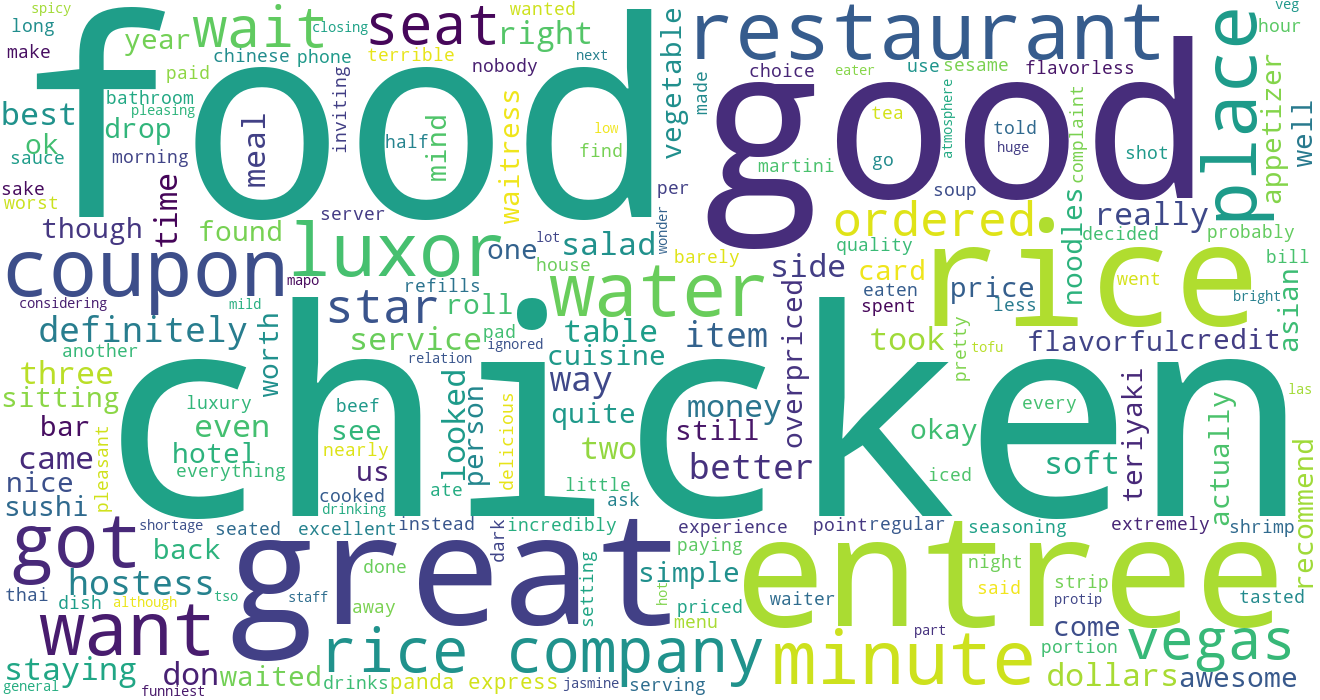 food
good
chicken
great
entree
rice
restaurant
place
coupon
luxor
water
rice company
minute
want
got
vegas
seat
wait
ordered
star
item
way
right
best
ok
drop
year
long
spicy
make
closing
chinese
phone
terrible
wanted
nobody
next
paid
bathroom
pleasing
inviting
sauce
morning
meal
half
mind
waitress
low
find
vegetable
made
choice
eater
use
sesame
flavorless
veg
hour
appetizer
well
tea
go
atmosphere
told
huge
complaint
shot
martini
soup
sake
worst
time
server
per
though
found
one
lot
salad
house
wonder
barely
quality
side
card
eaten
spent
price
less
noodles
really
decided
probably
went
bright
bill
asian
considering
mild
mapo
refills
roll
definitely
another
worth
service
pad
ignored
relation
table
cuisine
overpriced
took
pretty
tofu
flavorful
credit
three
sitting
luxury
beef
even
see
looked
person
delicious
quite
two
money
still
better
okay
every
las
bar
pleasant
hotel
everything
nearly
us
came
nice
sushi
cooked
drinking
ate
little
ask
iced
soft
teriyaki
actually
recommend
shortage
seated
excellent
instead
dark
incredibly
experience
point
regular
seasoning
extremely
shrimp
back
hostess
done
setting
paying
simple
hot
priced
menu
night
said
strip
protip
tasted
thai
dish
although
tso
staff
away
waiter
part
come
portion
dollars
awesome
staying
general
don
funniest
waited
drinks
panda express
jasmine
serving